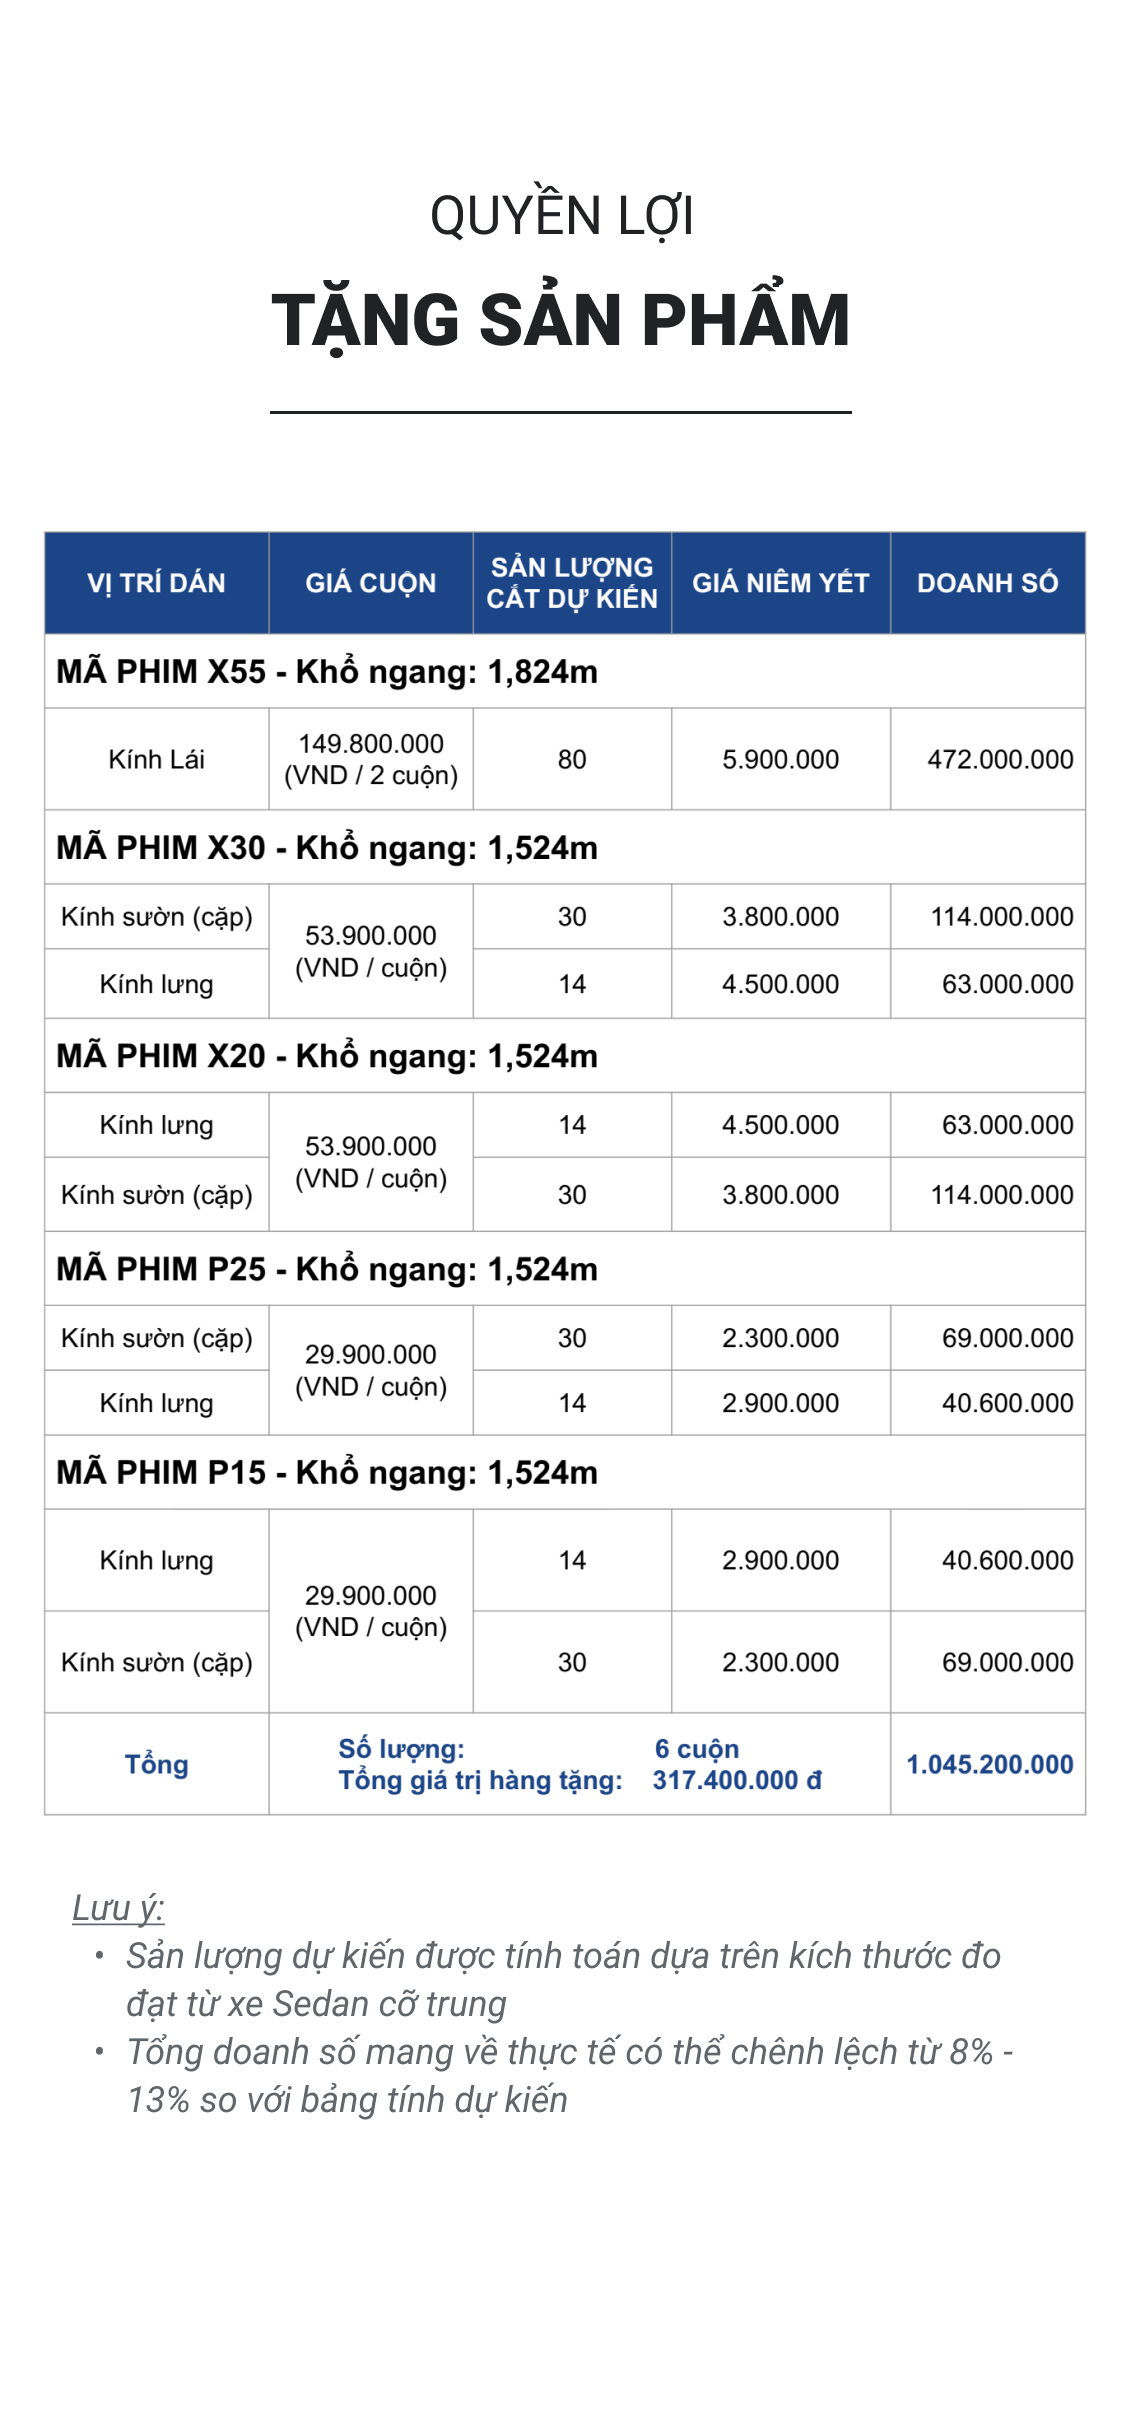 QUYỀN LỢI
TẶNG SẢN PHẨM
VỊ TRÍ DÁN GIÁ CUỘN SẢN LƯỢNG CẮT DỰ KIẾN GIÁ NIÊM YẾT DOANH SỐ
MÃ PHIM X55 - Khổ ngang: 1,824m
Kính Lái 149.800.000 (VND / 2 cuộn) 80 5.900.000 472.000.000
MÃ PHIM X30 - Khổ ngang: 1,524m
Kính sườn (cặp) 53.900.000 (VND / cuộn) 30 3.800.000 114.000.000
Kính lưng 14 4.500.000 63.000.000
MÃ PHIM X20 - Khổ ngang: 1,524m
Kính lưng 53.900.000 (VND / cuộn) 14 4.500.000 63.000.000
Kính sườn (cặp) 30 3.800.000 114.000.000
MÃ PHIM P25 - Khổ ngang: 1,524m
Kính sườn (cặp) 29.900.000 (VND / cuộn) 30 2.300.000 69.000.000
Kính lưng 14 2.900.000 40.600.000
MÃ PHIM P15 - Khổ ngang: 1,524m
Kính lưng 29.900.000 (VND / cuộn) 14 2.900.000 40.600.000
Kính sườn (cặp) 30 2.300.000 69.000.000
Tổng Số lượng: 6 cuộn 1.045.200.000
Tổng giá trị hàng tặng: 317.400.000 đ
Lưu ý:
• Sản lượng dự kiến được tính toán dựa trên kích thước đo
đạt từ xe Sedan cỡ trung
• Tổng doanh số mang về thực tế có thể chênh lệch từ 8% -
13% so với bảng tính dự kiến